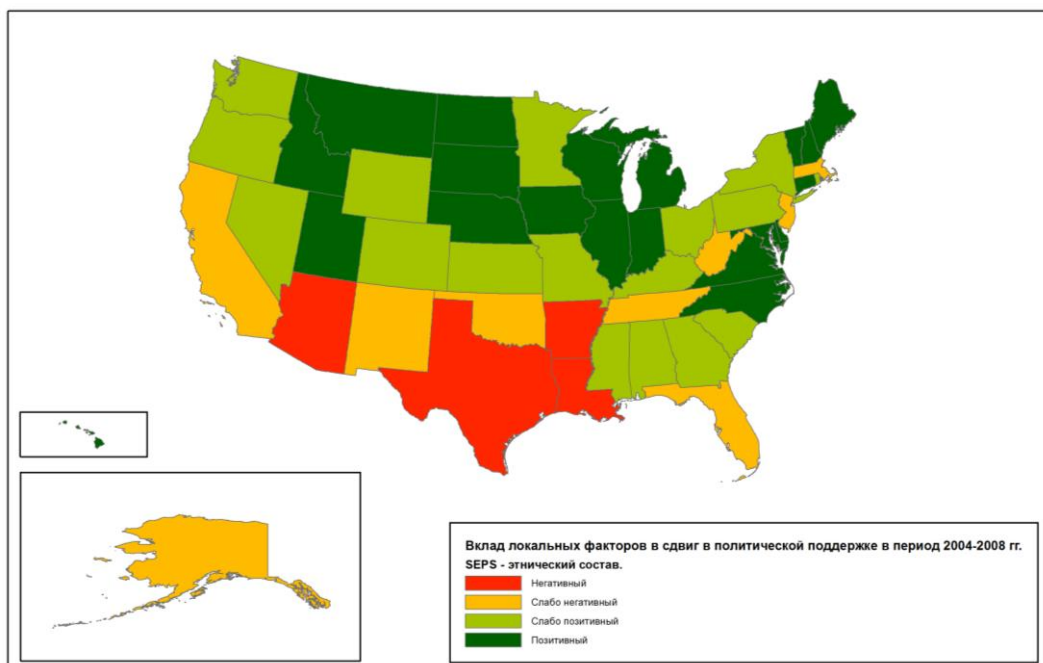 Вклад локальных факторов в сдвиг в политической поддержке в период 2004-2008 гг.
SEPS - этнический состав.
Негативный
Слабо негативный
Слабо позитивный
Позитивный